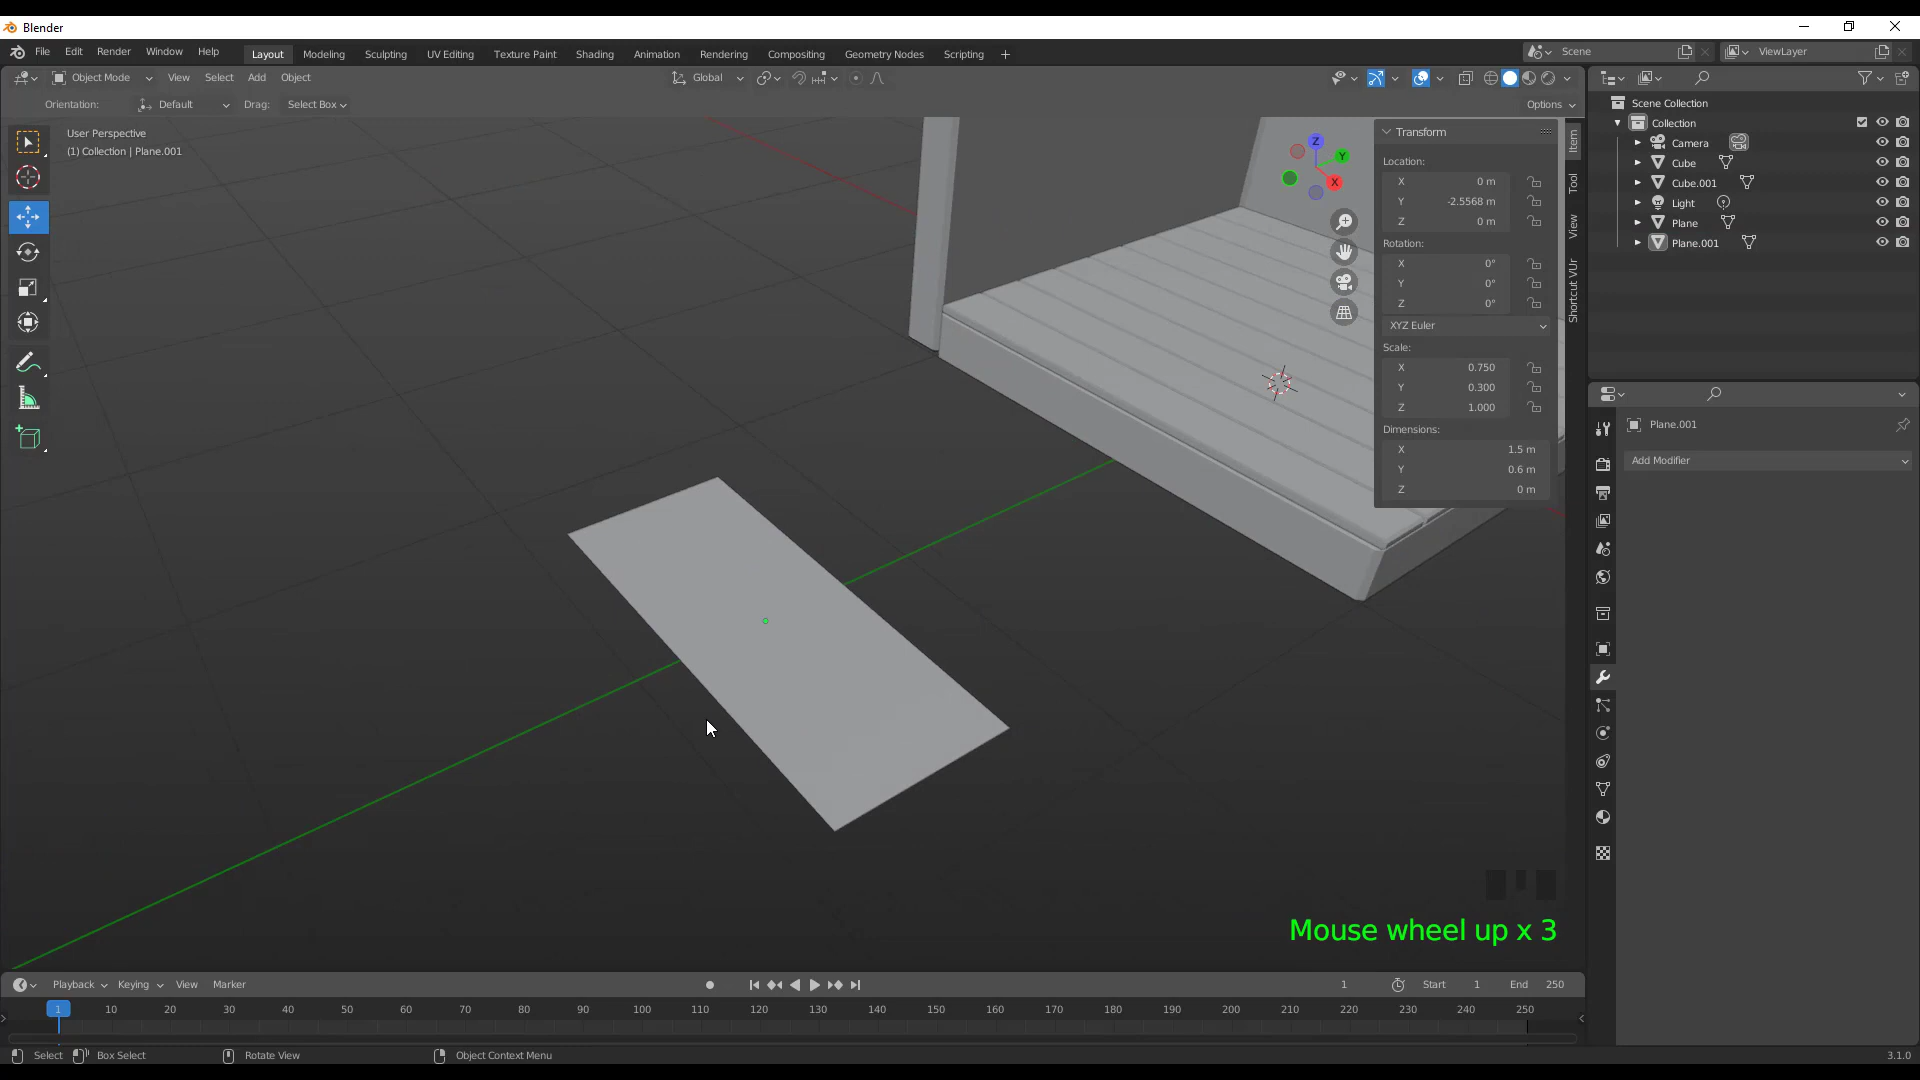 Blender
File Edit Render Window Help Layout Modeling Sculpting UV Editing Texture Paint Shading Animation Rendering Compositing Geometry Nodes Scripting + Scene ViewLayer
Object Mode View Select Add Object Global
Orientation: Default Drag: Select Box Options
User Perspective
(1) Collection | Plane.001
Z
Y
X
Transform
Location:
X 0 m
Y -2.5568 m
Z 0 m
Rotation:
X 0°
Y 0°
Z 0°
XYZ Euler
Scale:
X 0.750
Y 0.300
Z 1.000
Dimensions:
X 1.5 m
Y 0.6 m
Z 0 m
Item
Tool
View
Shortcut VUr
Scene Collection
Collection
Camera
Cube
Cube.001
Light
Plane
Plane.001
Plane.001
Add Modifier
Mouse wheel up x 3
Playback Keying View Marker 1 Start 1 End 250
1 10 20 30 40 50 60 70 80 90 100 110 120 130 140 150 160 170 180 190 200 210 220 230 240 250
Select Box Select Rotate View Object Context Menu 3.1.0